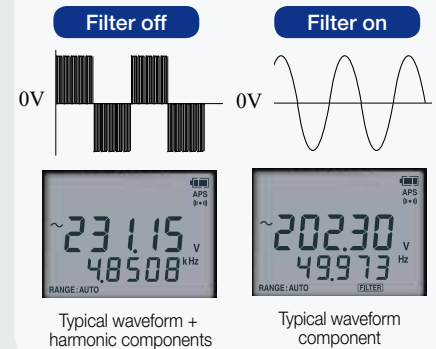 Filter off
0V
APS
231.15 V
4.8508 kHz
RANGE: AUTO
Typical waveform +
harmonic components
Filter on
0V
APS
202.30 V
49.973 Hz
RANGE: AUTO FILTER
Typical waveform
component